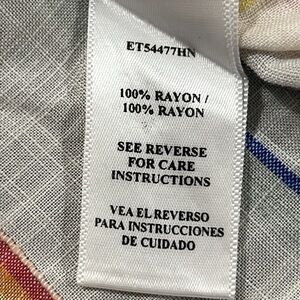 ET54477HN
100% RAYON /
100% RAYON
SEE REVERSE
FOR CARE
INSTRUCTIONS
VEA EL REVERSO
PARA INSTRUCCIONES
DE CUIDADO